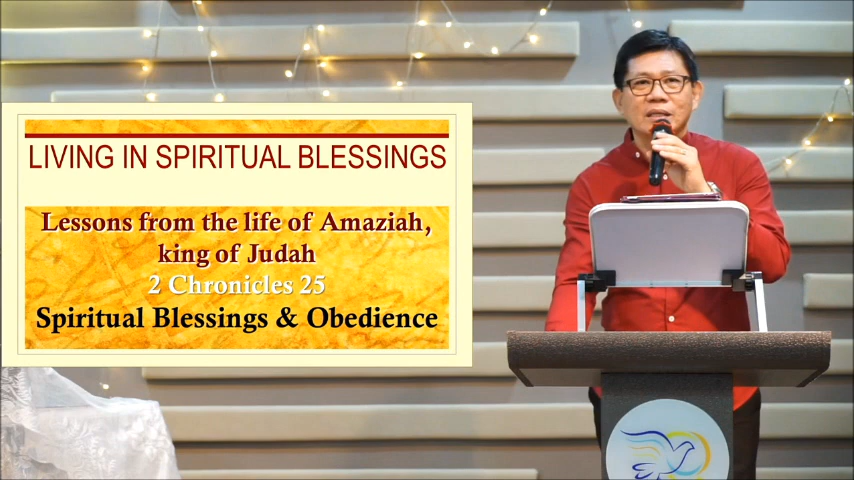 LIVING IN SPIRITUAL BLESSINGS
Lessons from the life of Amaziah,
king of Judah
2 Chronicles 25
Spiritual Blessings & Obedience